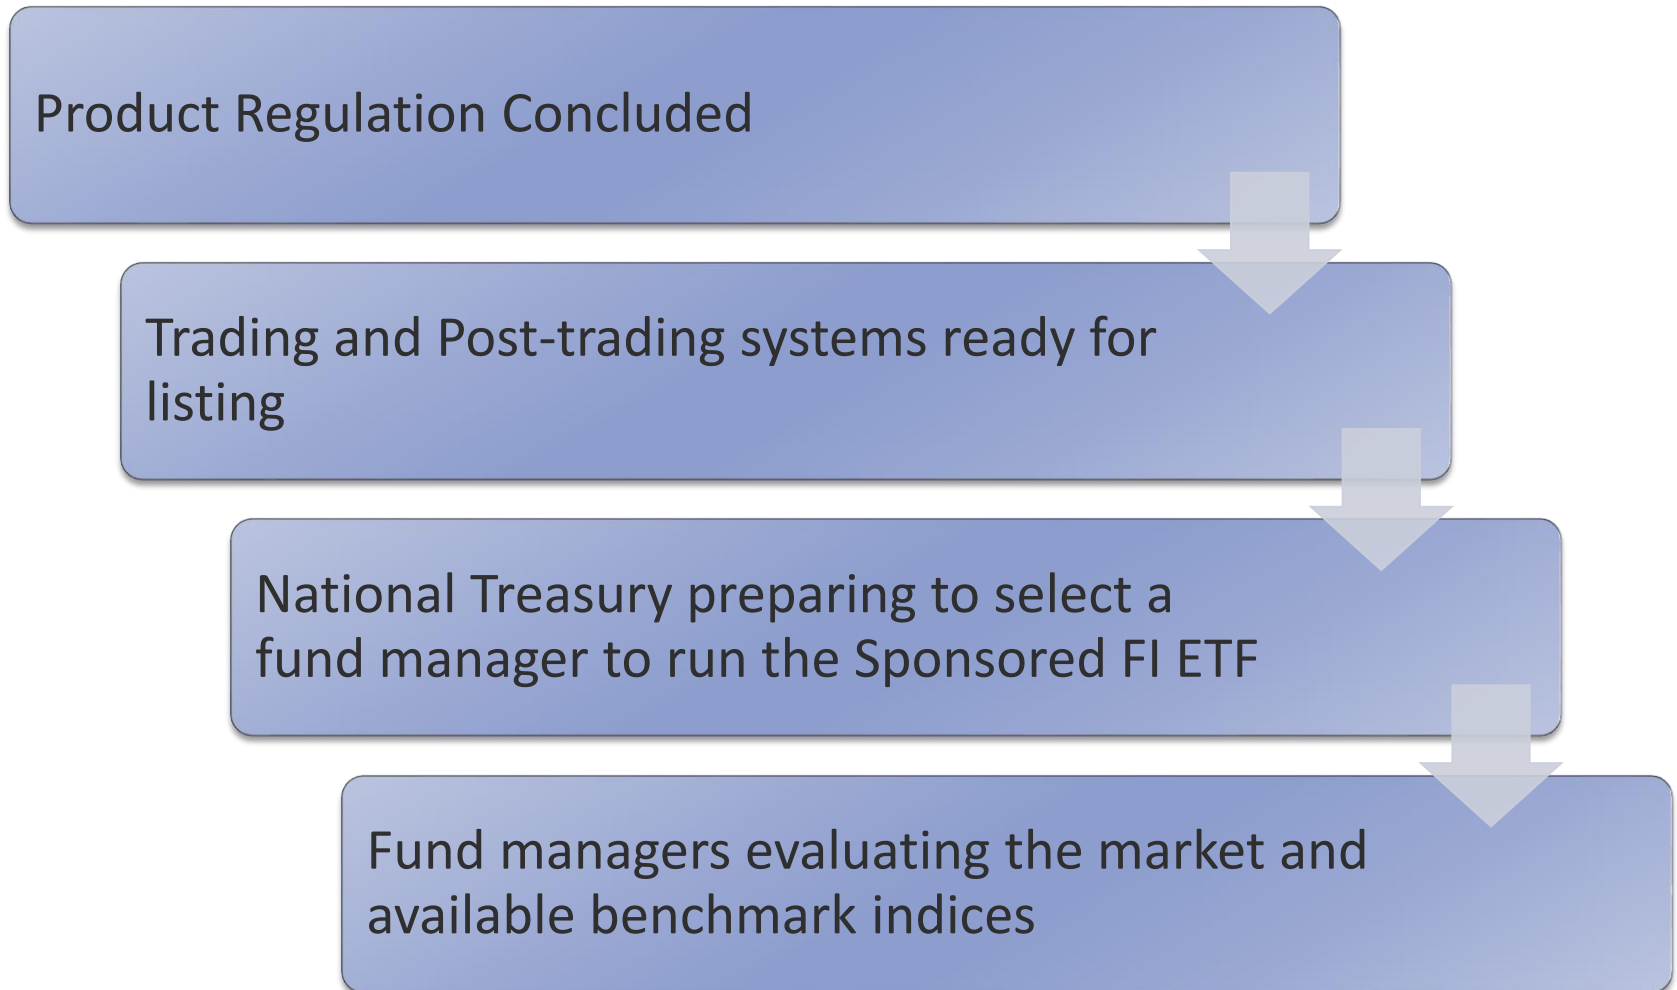 Product Regulation Concluded
Trading and Post-trading systems ready for
listing
National Treasury preparing to select a
fund manager to run the Sponsored FI ETF
Fund managers evaluating the market and
available benchmark indices